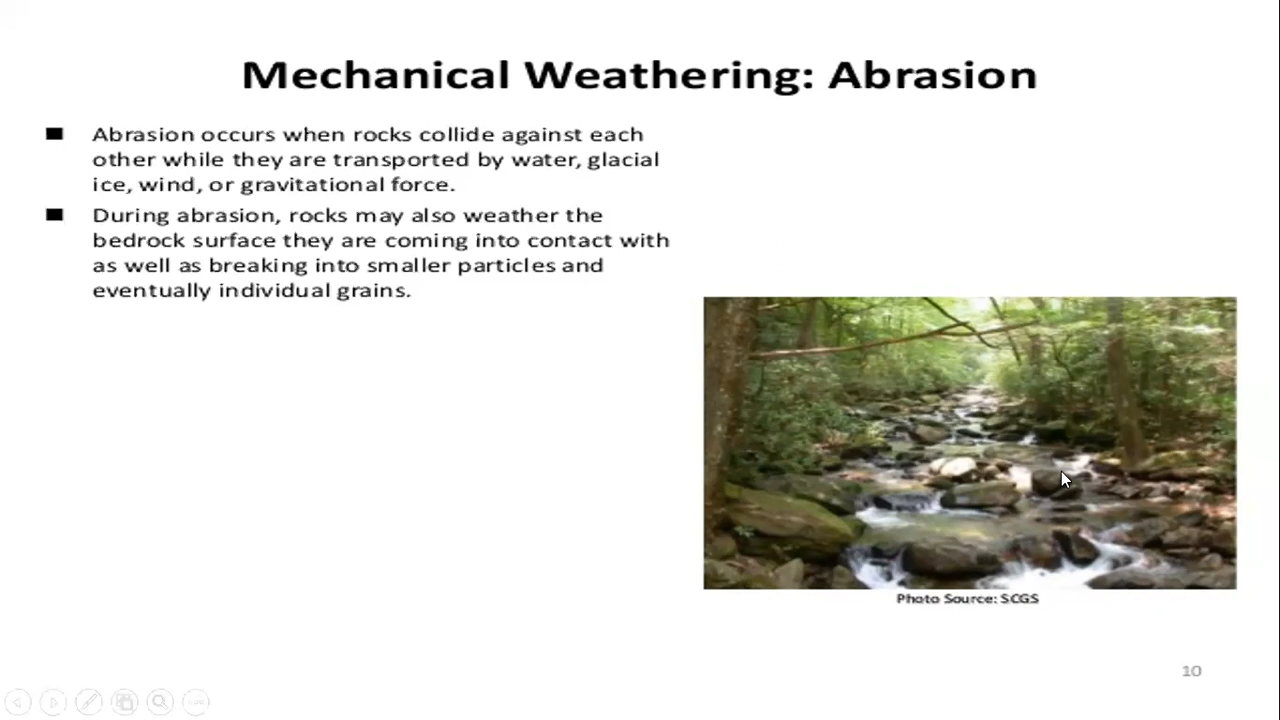 Mechanical Weathering: Abrasion
Abrasion occurs when rocks collide against each
other while they are transported by water, glacial
ice, wind, or gravitational force.
During abrasion, rocks may also weather the
bedrock surface they are coming into contact with
as well as breaking into smaller particles and
eventually individual grains.
Photo Source: SCGS
10